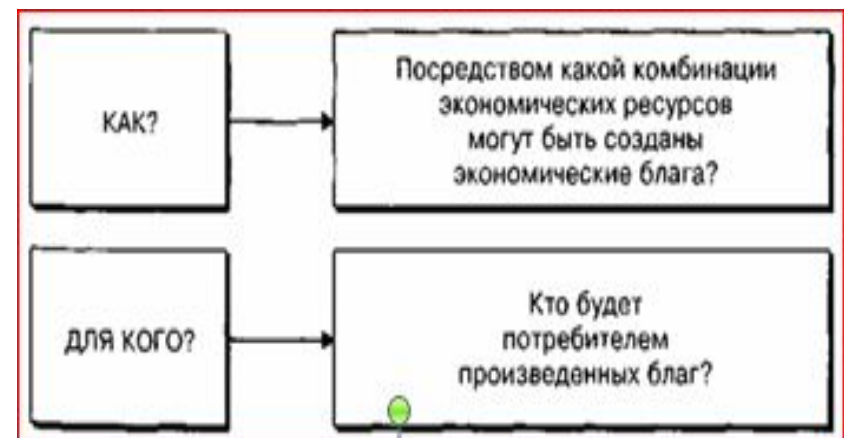 КАК?
Посредством какой комбинации
экономических ресурсов
могут быть созданы
экономические блага?
ДЛЯ КОГО?
Кто будет
потребителем
произведенных благ?